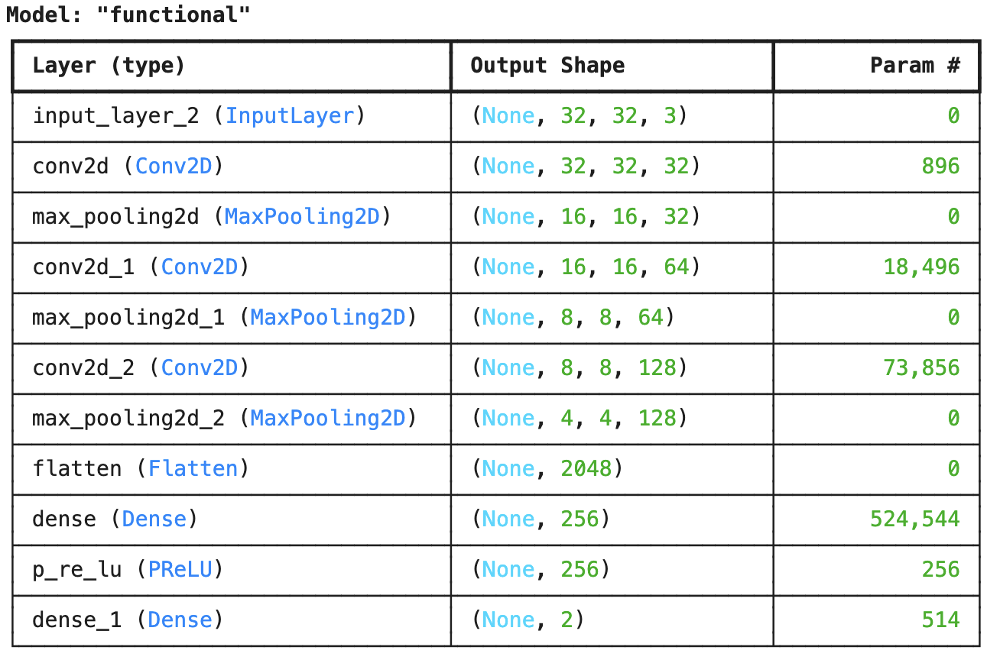 Model: "functional"
Layer (type) Output Shape Param #
input_layer_2 (InputLayer) (None, 32, 32, 3) 0
conv2d (Conv2D) (None, 32, 32, 32) 896
max_pooling2d (MaxPooling2D) (None, 16, 16, 32) 0
conv2d_1 (Conv2D) (None, 16, 16, 64) 18,496
max_pooling2d_1 (MaxPooling2D) (None, 8, 8, 64) 0
conv2d_2 (Conv2D) (None, 8, 8, 128) 73,856
max_pooling2d_2 (MaxPooling2D) (None, 4, 4, 128) 0
flatten (Flatten) (None, 2048) 0
dense (Dense) (None, 256) 524,544
p_re_lu (PReLU) (None, 256) 256
dense_1 (Dense) (None, 2) 514